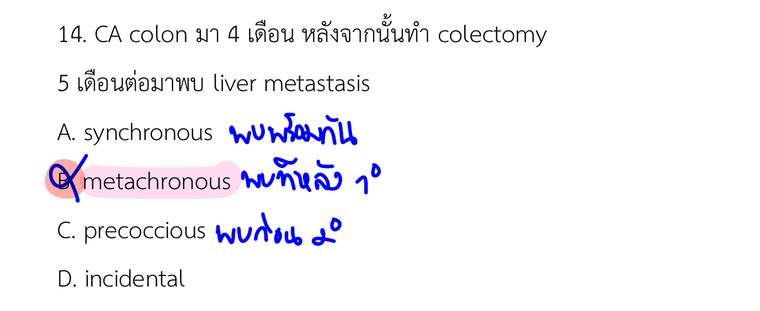 14. CA colon มา 4 เดือน หลังจากนั้นทำ colectomy
5 เดือนต่อมาพบ liver metastasis
A. synchronous พบพร้อมกัน
B. metachronous พบทีหลัง 1°
C. precoccious พบก่อน 2°
D. incidental